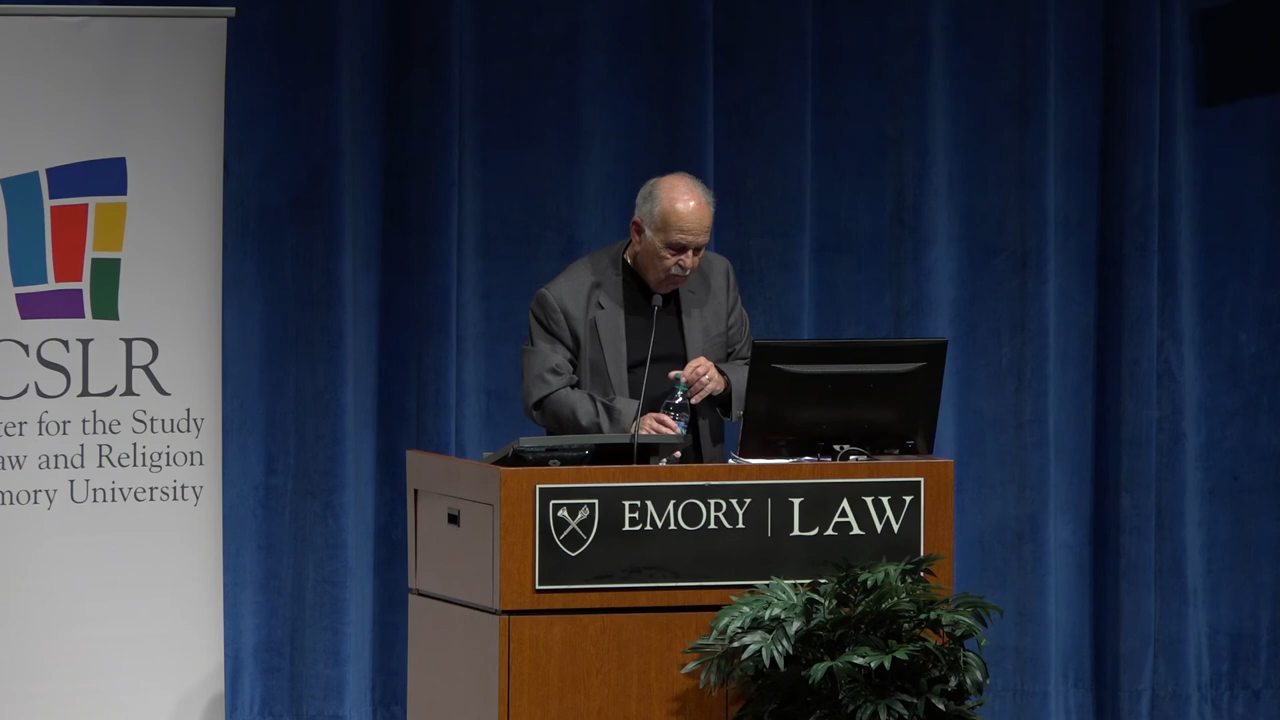 CSLR
ter for the Study
aw and Religion
mory University
EMORY | LAW